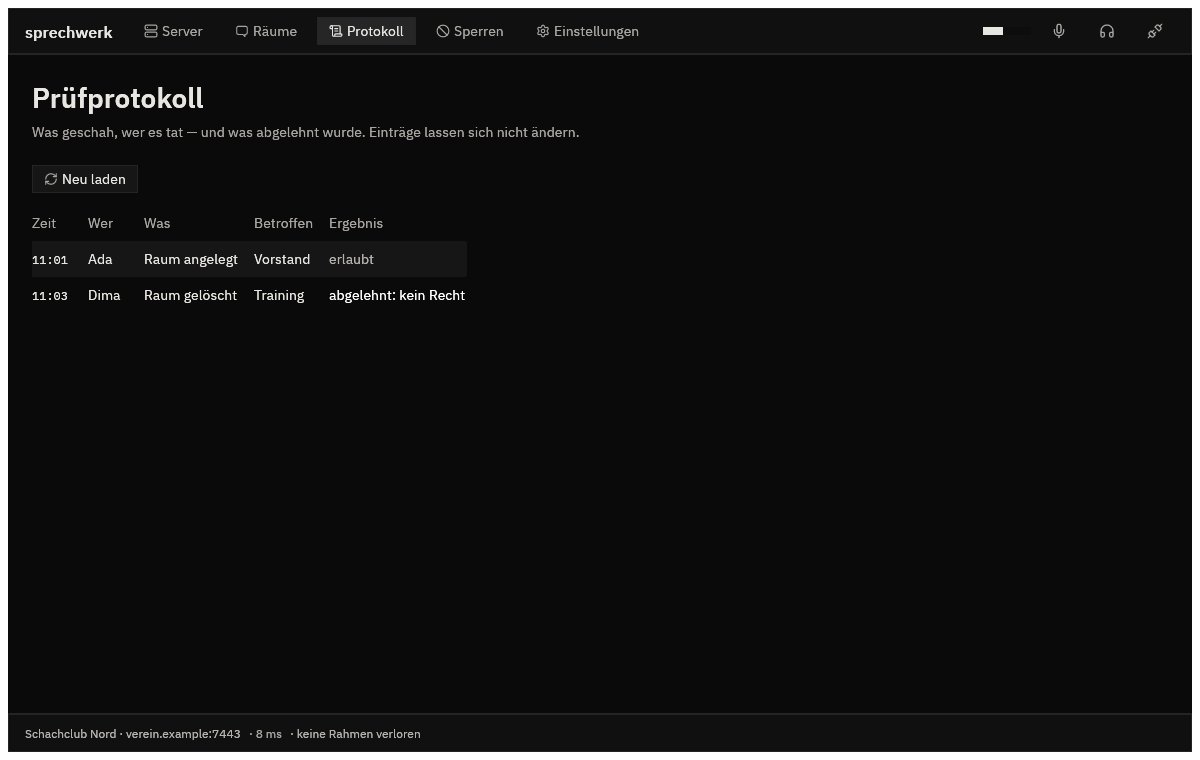 sprechwerk Server Räume Protokoll Sperren Einstellungen
Prüfprotokoll
Was geschah, wer es tat — und was abgelehnt wurde. Einträge lassen sich nicht ändern.
Neu laden
Zeit Wer Was Betroffen Ergebnis
11:01 Ada Raum angelegt Vorstand erlaubt
11:03 Dima Raum gelöscht Training abgelehnt: kein Recht
Schachclub Nord · verein.example:7443 · 8 ms · keine Rahmen verloren